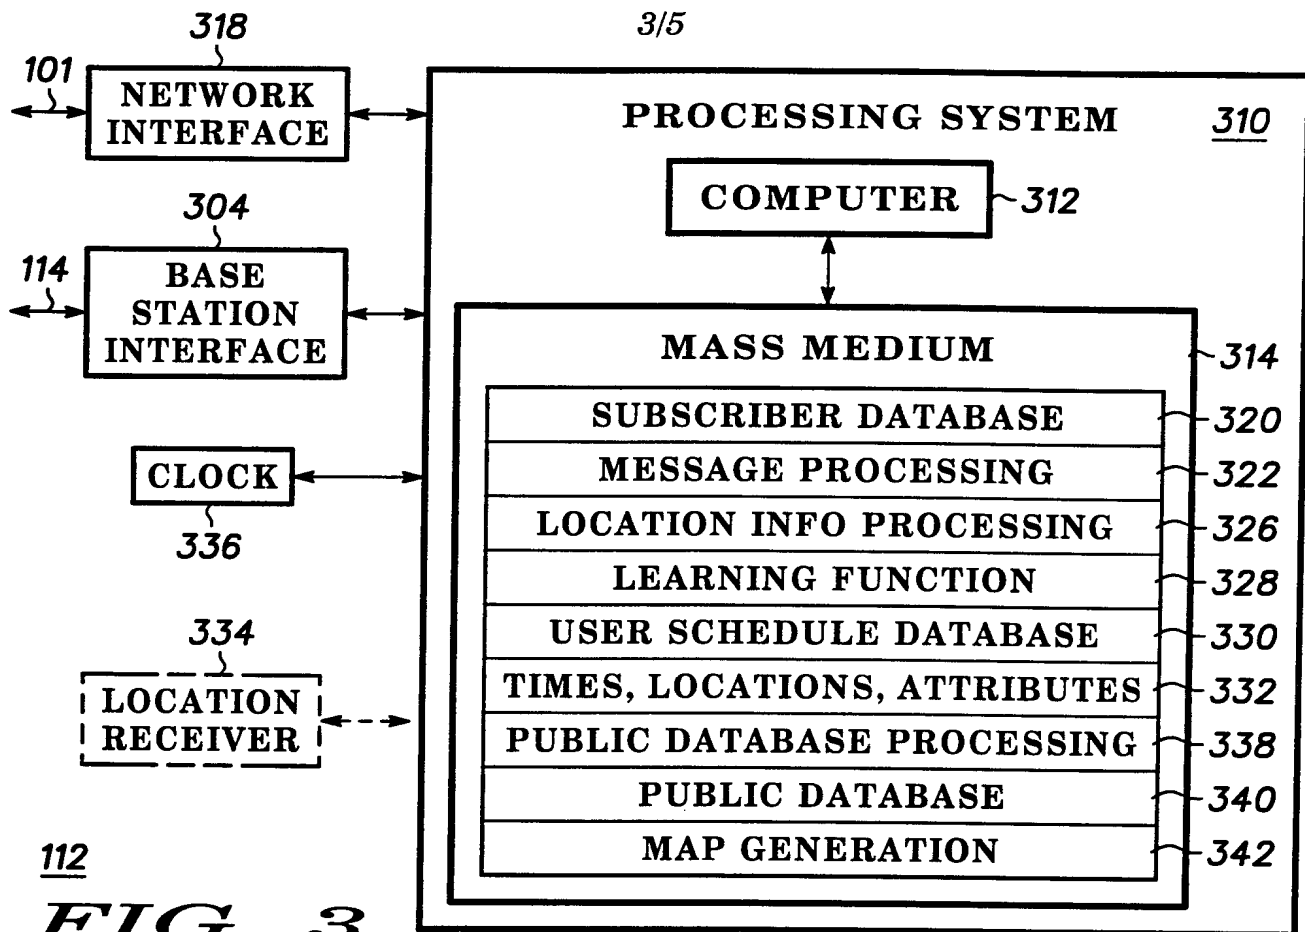 3/5
318
101
NETWORK
INTERFACE
304
114
BASE
STATION
INTERFACE
CLOCK
336
334
LOCATION
RECEIVER
PROCESSING SYSTEM
310
COMPUTER
312
MASS MEDIUM
314
SUBSCRIBER DATABASE
320
MESSAGE PROCESSING
322
LOCATION INFO PROCESSING
326
LEARNING FUNCTION
328
USER SCHEDULE DATABASE
330
TIMES, LOCATIONS, ATTRIBUTES
332
PUBLIC DATABASE PROCESSING
338
PUBLIC DATABASE
340
MAP GENERATION
342
112
FIG. 3